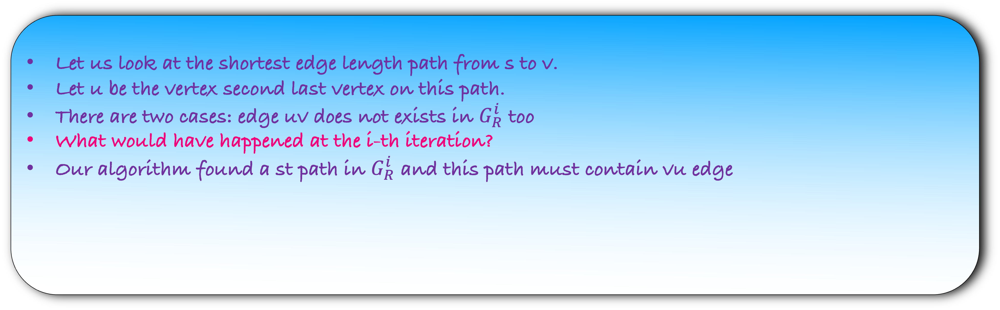 • Let us look at the shortest edge length path from s to v.
• Let u be the vertex second last vertex on this path.
• There are two cases: edge uv does not exists in $G_R^i$ too
• What would have happened at the i-th iteration?
• Our algorithm found a st path in $G_R^i$ and this path must contain vu edge